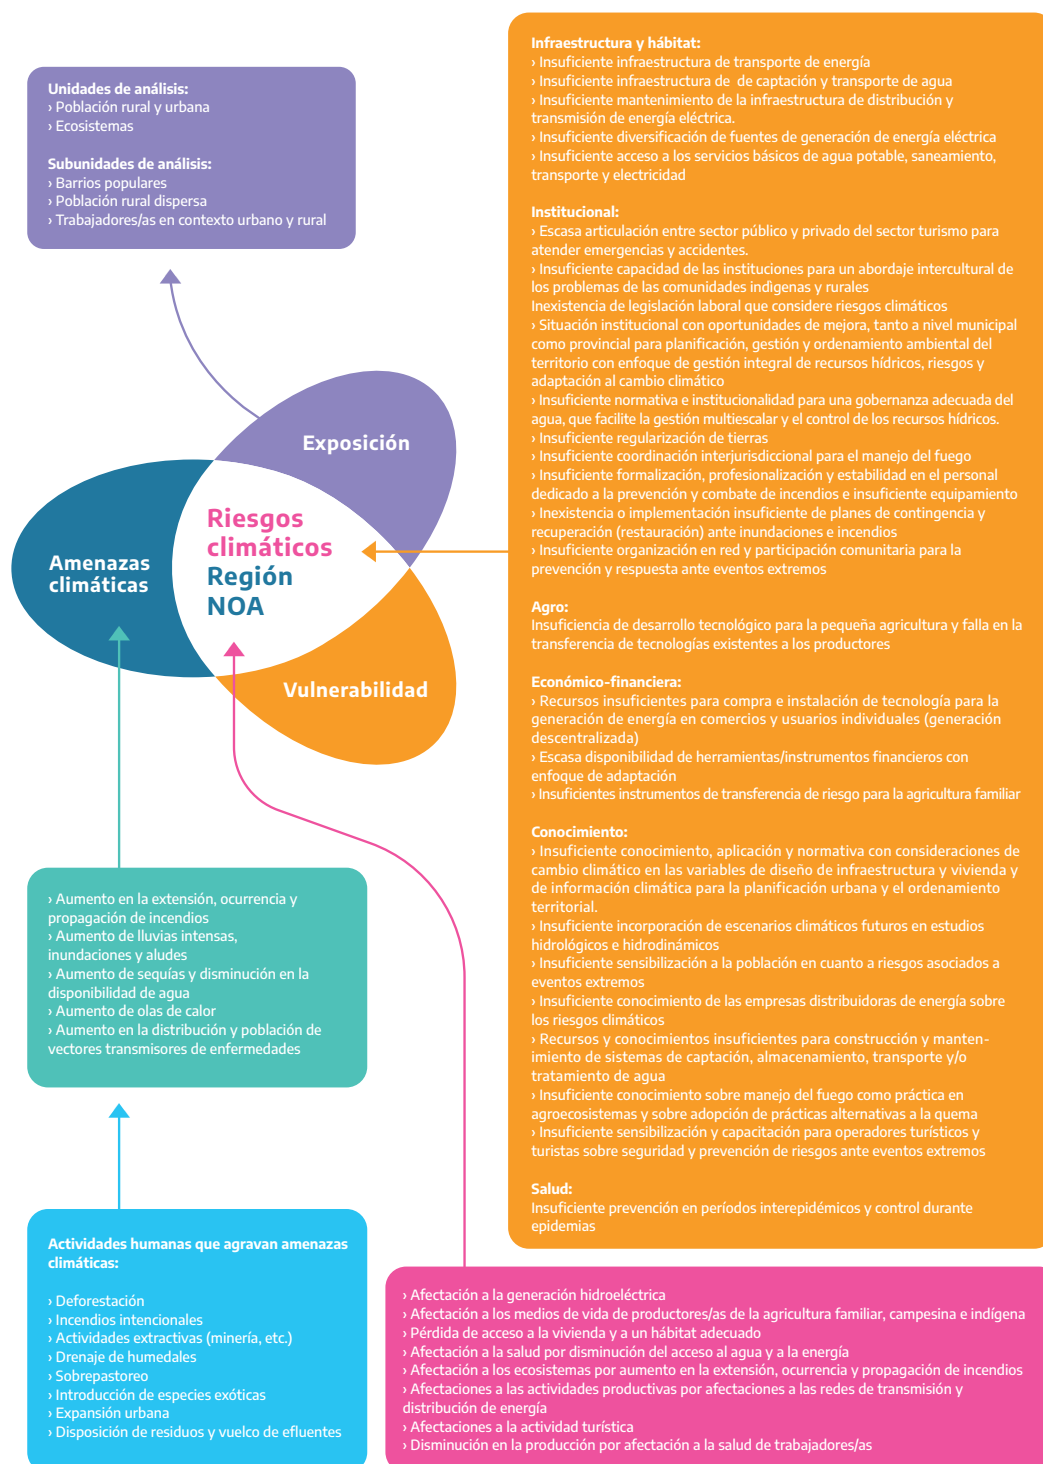 Unidades de análisis:
› Población rural y urbana
› Ecosistemas
Subunidades de análisis:
› Barrios populares
› Población rural dispersa
› Trabajadores/as en contexto urbano y rural
Exposición
Amenazas
climáticas
Riesgos
climáticos
Región
NOA
Vulnerabilidad
› Aumento en la extensión, ocurrencia y
propagación de incendios
› Aumento de lluvias intensas,
inundaciones y aludes
› Aumento de sequías y disminución en la
disponibilidad de agua
› Aumento de olas de calor
› Aumento en la distribución y población de
vectores transmisores de enfermedades
Actividades humanas que agravan amenazas
climáticas:
› Deforestación
› Incendios intencionales
› Actividades extractivas (minería, etc.)
› Drenaje de humedales
› Sobrepastoreo
› Introducción de especies exóticas
› Expansión urbana
› Disposición de residuos y vuelco de efluentes
Infraestructura y hábitat:
› Insuficiente infraestructura de transporte de energía
› Insuficiente infraestructura de  de captación y transporte de agua
› Insuficiente mantenimiento de la infraestructura de distribución y
transmisión de energía eléctrica.
› Insuficiente diversificación de fuentes de generación de energía eléctrica
› Insuficiente acceso a los servicios básicos de agua potable, saneamiento,
transporte y electricidad
Institucional:
› Escasa articulación entre sector público y privado del sector turismo para
atender emergencias y accidentes.
› Insuficiente capacidad de las instituciones para un abordaje intercultural de
los problemas de las comunidades indìgenas y rurales
Inexistencia de legislación laboral que considere riesgos climáticos
› Situación institucional con oportunidades de mejora, tanto a nivel municipal
como provincial para planificación, gestión y ordenamiento ambiental del
territorio con enfoque de gestión integral de recursos hídricos, riesgos y
adaptación al cambio climático
› Insuficiente normativa e institucionalidad para una gobernanza adecuada del
agua, que facilite la gestión multiescalar y el control de los recursos hídricos.
› Insuficiente regularización de tierras
› Insuficiente coordinación interjurisdiccional para el manejo del fuego
› Insuficiente formalización, profesionalización y estabilidad en el personal
dedicado a la prevención y combate de incendios e insuficiente equipamiento
› Inexistencia o implementación insuficiente de planes de contingencia y
recuperación (restauración) ante inundaciones e incendios
› Insuficiente organización en red y participación comunitaria para la
prevención y respuesta ante eventos extremos
Agro:
Insuficiencia de desarrollo tecnológico para la pequeña agricultura y falla en la
transferencia de tecnologías existentes a los productores
Económico-financiera:
› Recursos insuficientes para compra e instalación de tecnología para la
generación de energía en comercios y usuarios individuales (generación
descentralizada)
› Escasa disponibilidad de herramientas/instrumentos financieros con
enfoque de adaptación
› Insuficientes instrumentos de transferencia de riesgo para la agricultura familiar
Conocimiento:
› Insuficiente conocimiento, aplicación y normativa con consideraciones de
cambio climático en las variables de diseño de infraestructura y vivienda y
de información climática para la planificación urbana y el ordenamiento
territorial.
› Insuficiente incorporación de escenarios climáticos futuros en estudios
hidrológicos e hidrodinámicos
› Insuficiente sensibilización a la población en cuanto a riesgos asociados a
eventos extremos
› Insuficiente conocimiento de las empresas distribuidoras de energía sobre
los riesgos climáticos
› Recursos y conocimientos insuficientes para construcción y manten-
imiento de sistemas de captación, almacenamiento, transporte y/o
tratamiento de agua
› Insuficiente conocimiento sobre manejo del fuego como práctica en
agroecosistemas y sobre adopción de prácticas alternativas a la quema
› Insuficiente sensibilización y capacitación para operadores turísticos y
turistas sobre seguridad y prevención de riesgos ante eventos extremos
Salud:
Insuficiente prevención en períodos interepidémicos y control durante
epidemias
› Afectación a la generación hidroeléctrica
› Afectación a los medios de vida de productores/as de la agricultura familiar, campesina e indígena
› Pérdida de acceso a la vivienda y a un hábitat adecuado
› Afectación a la salud por disminución del acceso al agua y a la energía
› Afectación a los ecosistemas por aumento en la extensión, ocurrencia y propagación de incendios
› Afectaciones a las actividades productivas por afectaciones a las redes de transmisión y
distribución de energía
› Afectaciones a la actividad turística
› Disminución en la producción por afectación a la salud de trabajadores/as